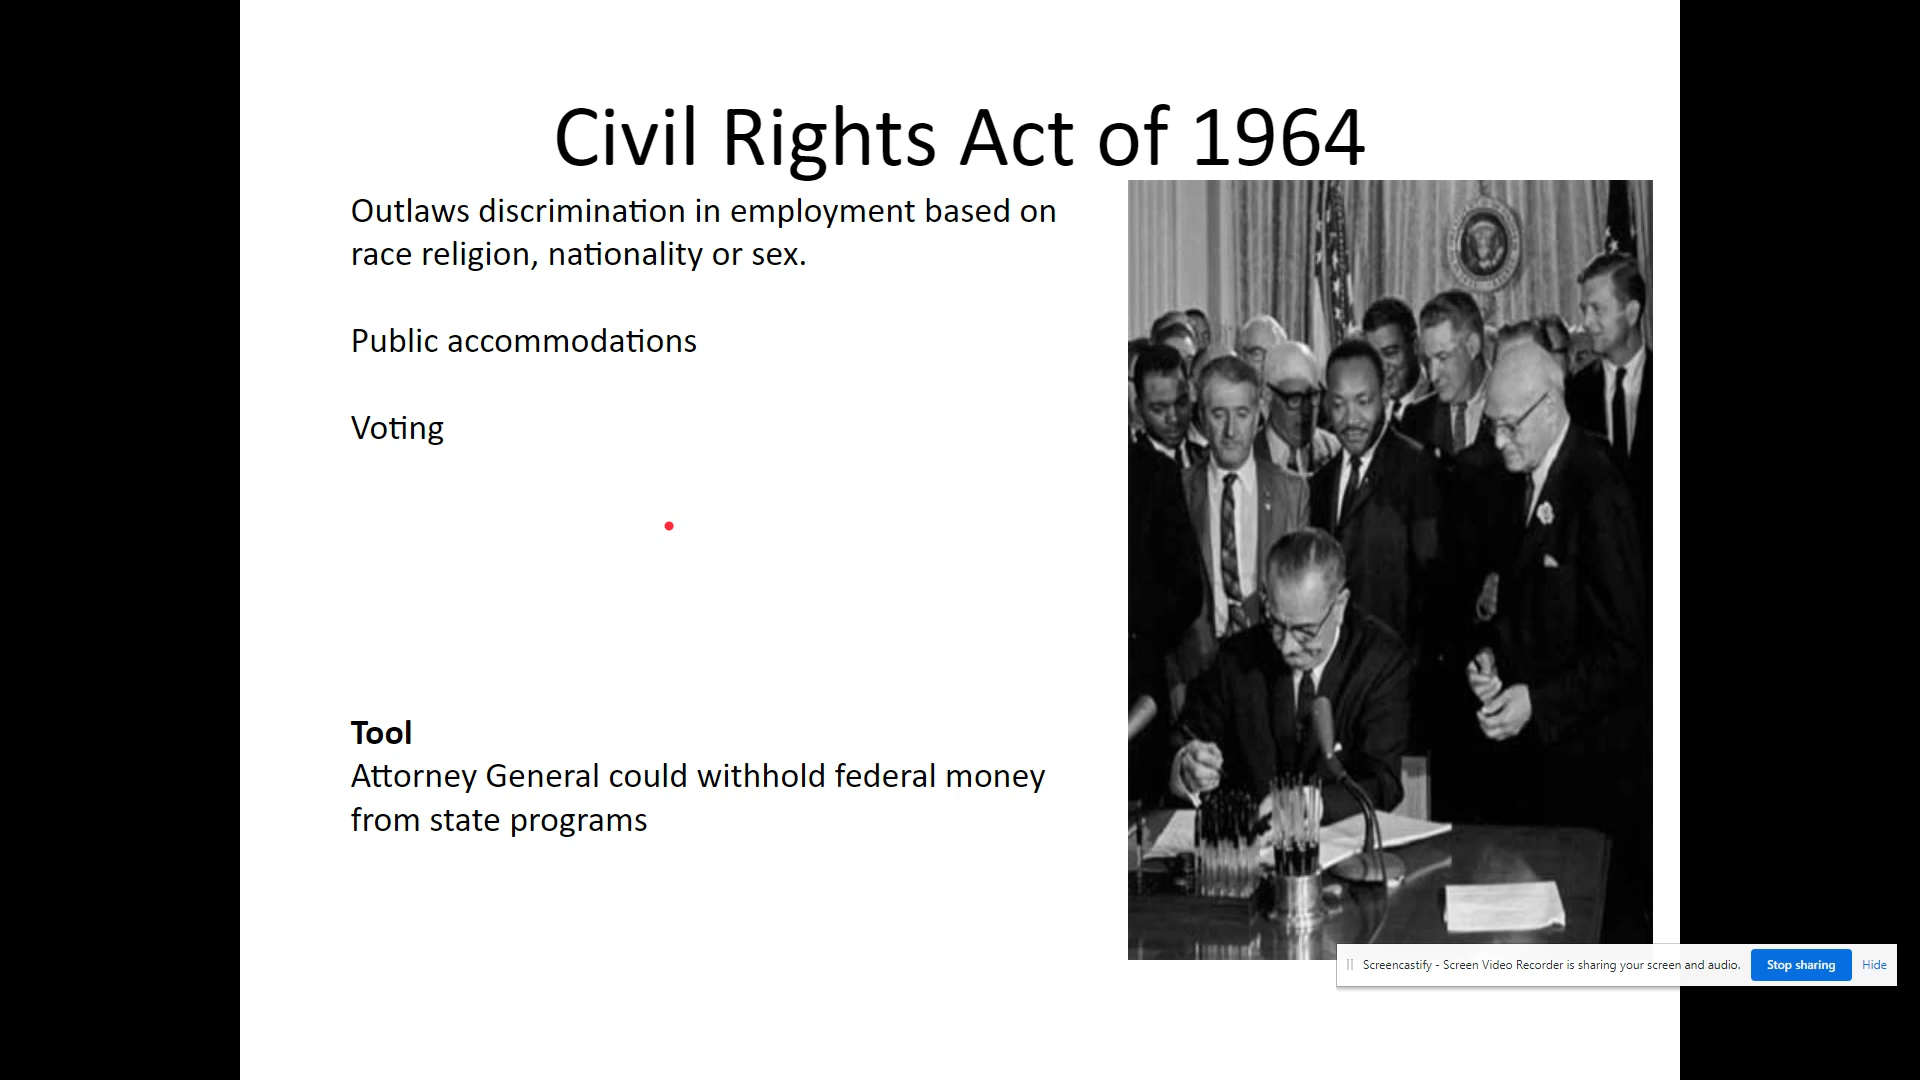 Civil Rights Act of 1964
Outlaws discrimination in employment based on
race religion, nationality or sex.
Public accommodations
Voting
Tool
Attorney General could withhold federal money
from state programs
Screencastify - Screen Video Recorder is sharing your screen and audio. Stop sharing Hide